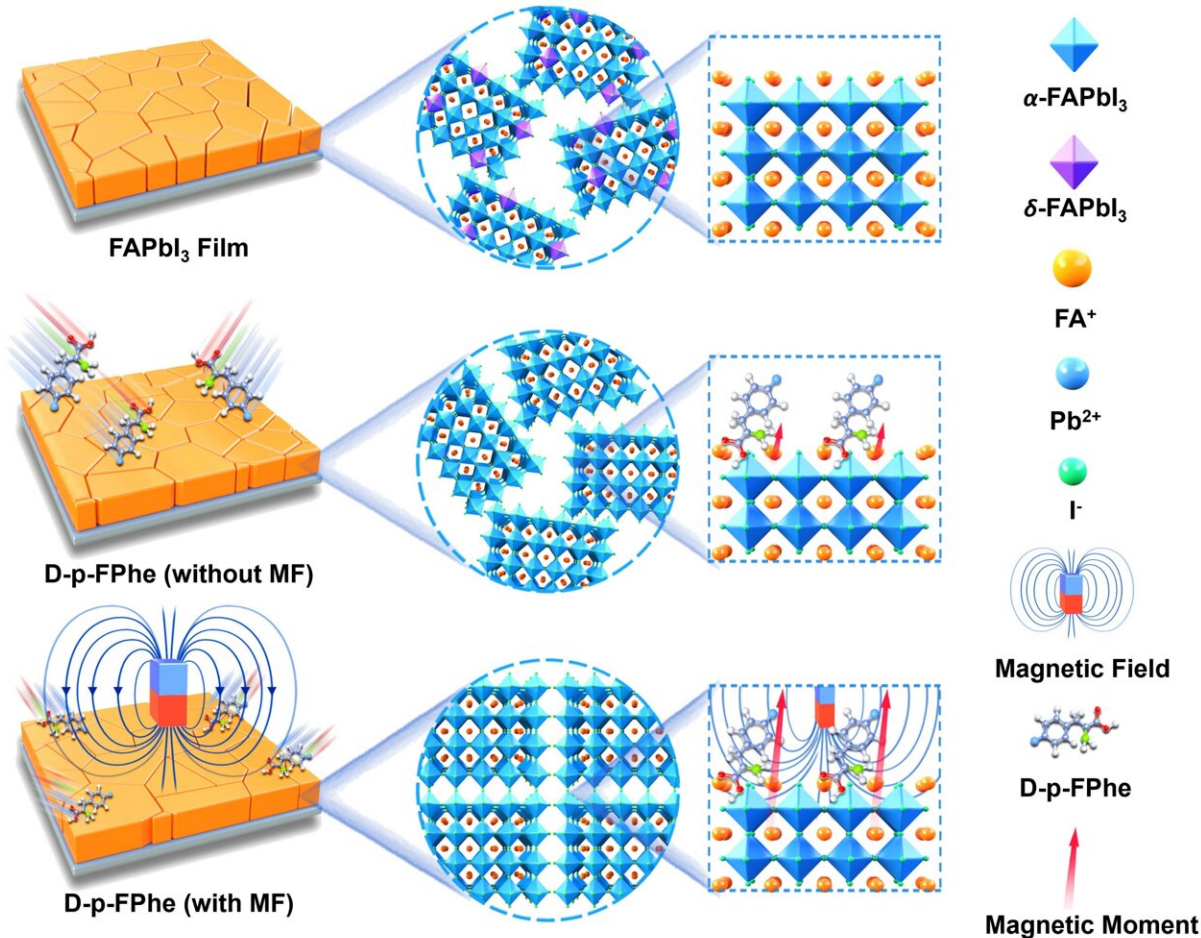 FAPbI₃ Film
D-p-FPhe (without MF)
D-p-FPhe (with MF)
α-FAPbI₃
δ-FAPbI₃
FA⁺
Pb²⁺
I⁻
Magnetic Field
D-p-FPhe
Magnetic Moment